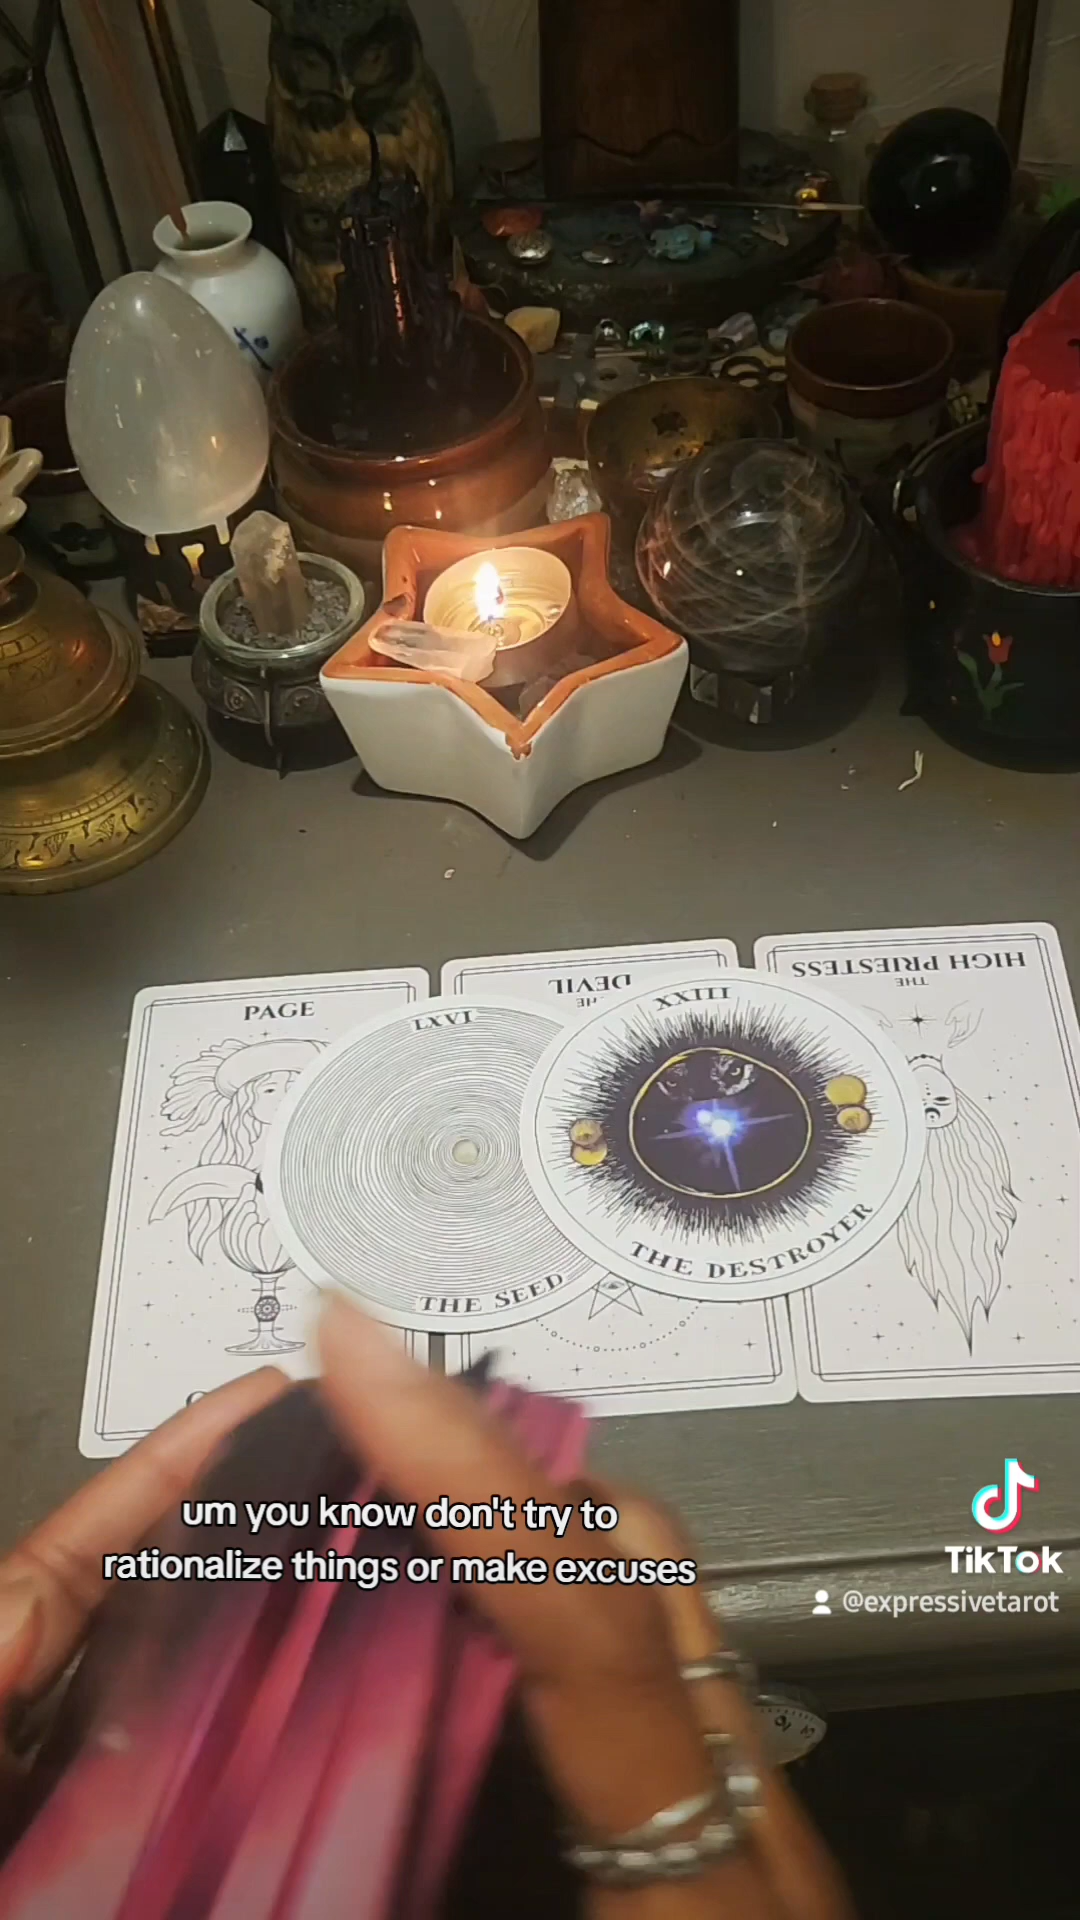 THE
HIGH PRIESTESS
THE
DEVIL
PAGE
LXVI
XXIII
THE SEED
THE DESTROYER
um you know don't try to
rationalize things or make excuses
TikTok
@expressivetarot